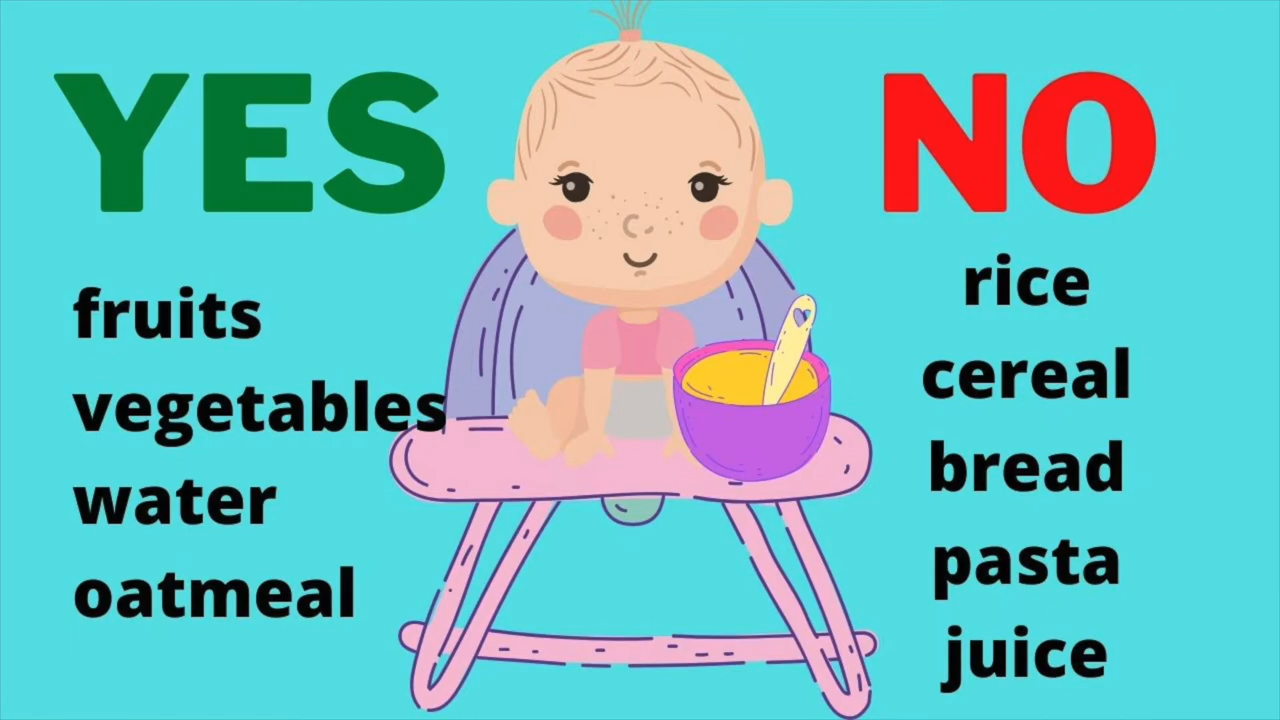 YES
fruits
vegetables
water
oatmeal
NO
rice
cereal
bread
pasta
juice